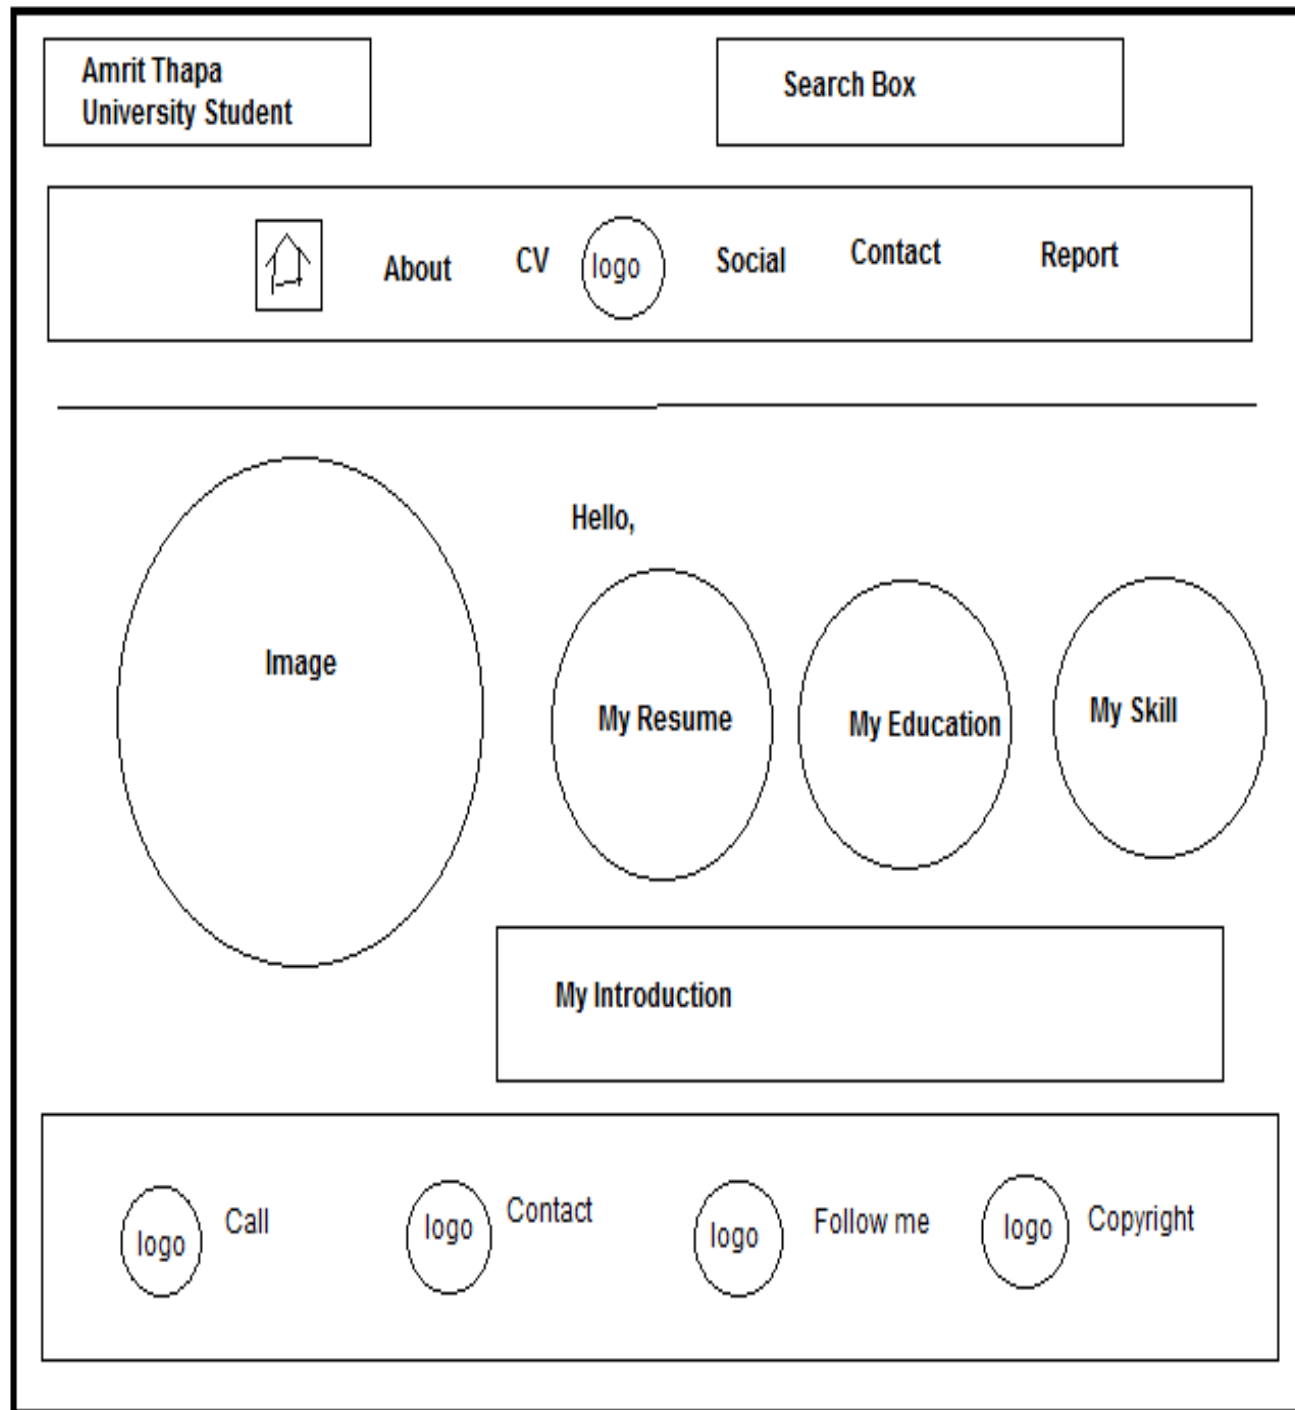 Amrit Thapa
University Student
Search Box
About
CV
logo
Social
Contact
Report
Hello,
Image
My Resume
My Education
My Skill
My Introduction
logo
Call
logo
Contact
logo
Follow me
logo
Copyright